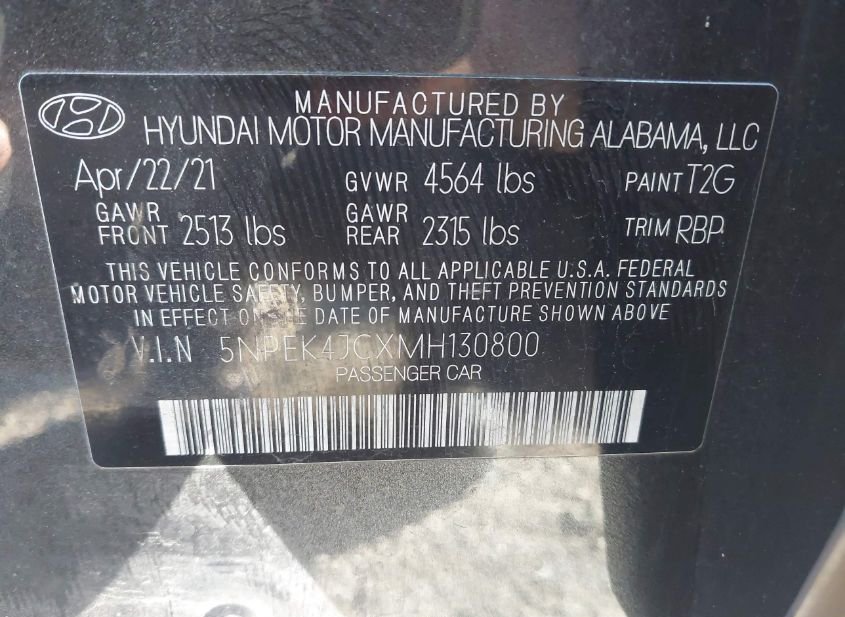 MANUFACTURED BY
HYUNDAI MOTOR MANUFACTURING ALABAMA, LLC
Apr/22/21 GVWR 4564 lbs PAINT T2G
GAWR FRONT 2513 lbs GAWR REAR 2315 lbs TRIM RBP
THIS VEHICLE CONFORMS TO ALL APPLICABLE U.S.A. FEDERAL
MOTOR VEHICLE SAFETY, BUMPER, AND THEFT PREVENTION STANDARDS
IN EFFECT ON THE DATE OF MANUFACTURE SHOWN ABOVE
V.I.N 5NPEK4JCXMH130800
PASSENGER CAR